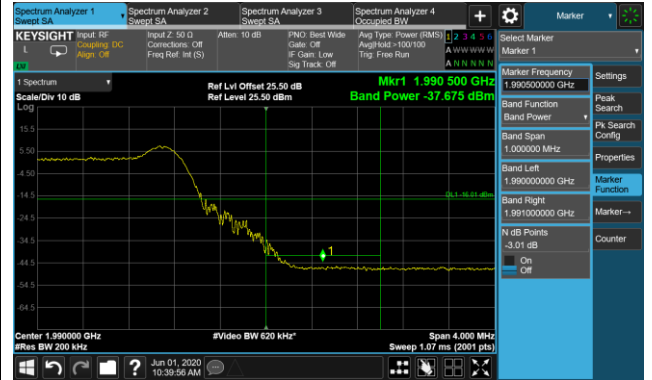 Spectrum Analyzer 1
Swept SA
Spectrum Analyzer 2
Swept SA
Spectrum Analyzer 3
Swept SA
Spectrum Analyzer 4
Occupied BW
+
Marker
KEYSIGHT
L
Input: RF
Coupling: DC
Align: Off
Input Z: 50 Ω
Corrections: Off
Freq Ref: Int (S)
Atten: 10 dB
PNO: Best Wide
Gate: Off
IF Gain: Low
Sig Track: Off
Avg Type: Power (RMS)
Avg|Hold:>100/100
Trig: Free Run
1 2 3 4 5 6
A W W W W W
A N N N N N
1 Spectrum
Scale/Div 10 dB
Log
Ref Lvl Offset 25.50 dB
Ref Level 25.50 dBm
Mkr1 1.990 500 GHz
Band Power -37.675 dBm
15.5
5.50
-4.50
-14.5
-24.5
-34.5
-44.5
-54.5
-64.5
DL1 -16.01 dBm
1
Center 1.990000 GHz
#Res BW 200 kHz
#Video BW 620 kHz*
Span 4.000 MHz
Sweep 1.07 ms (2001 pts)
Select Marker
Marker 1
Marker Frequency
1.990500000 GHz
Band Function
Band Power
Band Span
1.000000 MHz
Band Left
1.990000000 GHz
Band Right
1.991000000 GHz
N dB Points
-3.01 dB
On
Off
Settings
Peak
Search
Pk Search
Config
Properties
Marker
Function
Marker→
Counter
?
Jun 01, 2020
10:39:56 AM